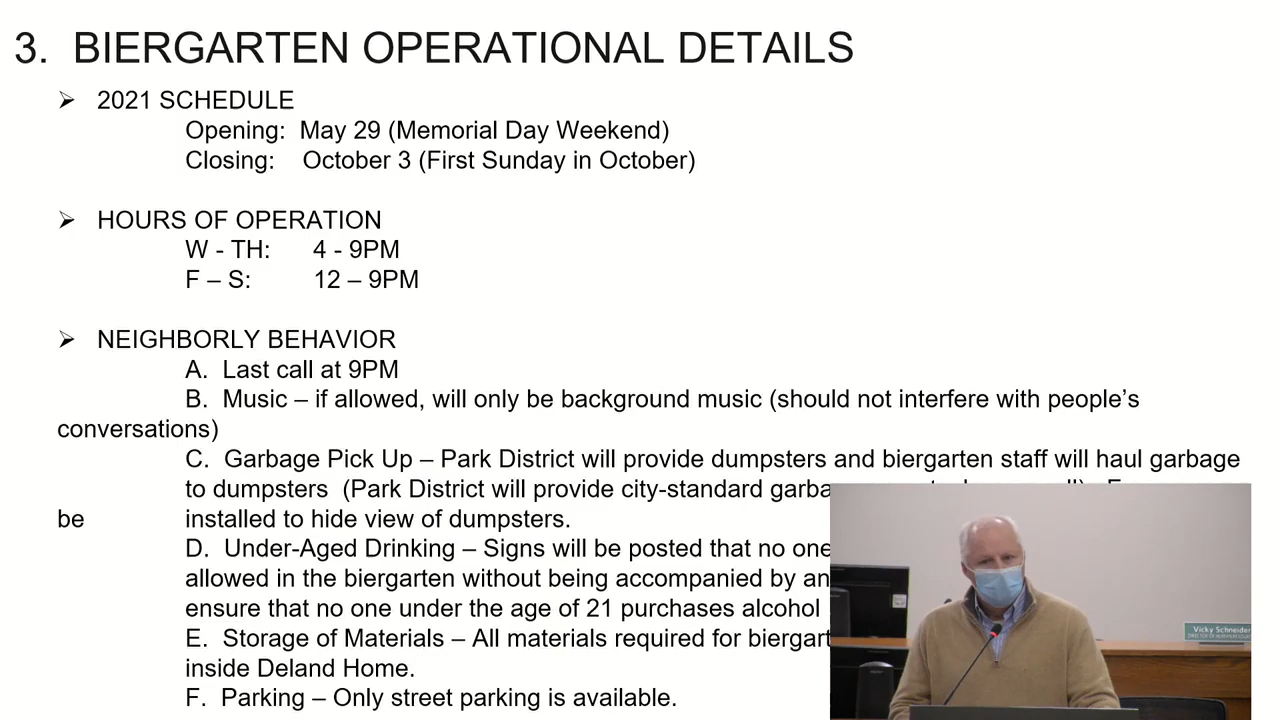 3. BIERGARTEN OPERATIONAL DETAILS
➢ 2021 SCHEDULE
Opening: May 29 (Memorial Day Weekend)
Closing: October 3 (First Sunday in October)
➢ HOURS OF OPERATION
W - TH: 4 - 9PM
F – S: 12 – 9PM
➢ NEIGHBORLY BEHAVIOR
A. Last call at 9PM
B. Music – if allowed, will only be background music (should not interfere with people’s
conversations)
C. Garbage Pick Up – Park District will provide dumpsters and biergarten staff will haul garbage
to dumpsters (Park District will provide city-standard
be installed to hide view of dumpsters.
D. Under-Aged Drinking – Signs will be posted that no one
allowed in the biergarten without being accompanied by an
ensure that no one under the age of 21 purchases alcohol
E. Storage of Materials – All materials required for
inside Deland Home.
F. Parking – Only street parking is available.
Vicky Schneider